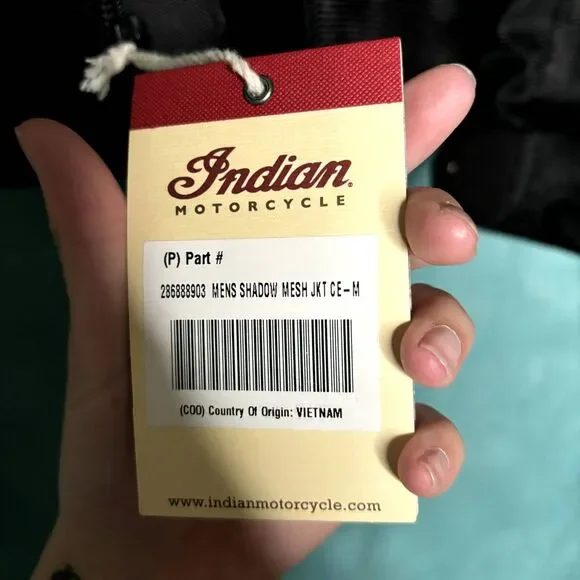 Indian
MOTORCYCLE
(P) Part #
286888903 MENS SHADOW MESH JKT CE-M
(COO) Country Of Origin: VIETNAM
www.indianmotorcycle.com